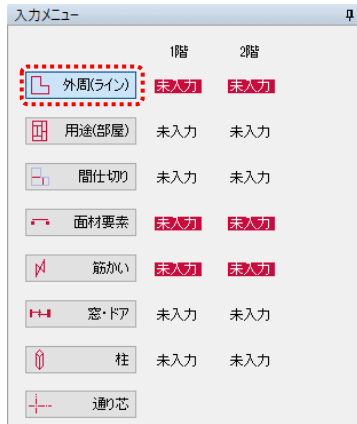 入力メニュー
1階 2階
外周(ライン) 未入力 未入力
用途(部屋) 未入力 未入力
間仕切り 未入力 未入力
面材要素 未入力 未入力
筋かい 未入力 未入力
窓・ドア 未入力 未入力
柱 未入力 未入力
通り芯